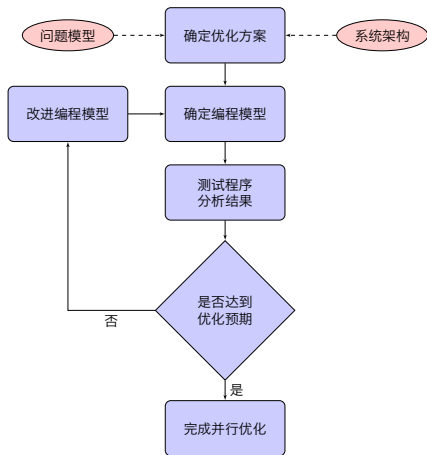 问题模型
确定优化方案
系统架构
改进编程模型
确定编程模型
测试程序
分析结果
是否达到
优化预期
否
是
完成并行优化